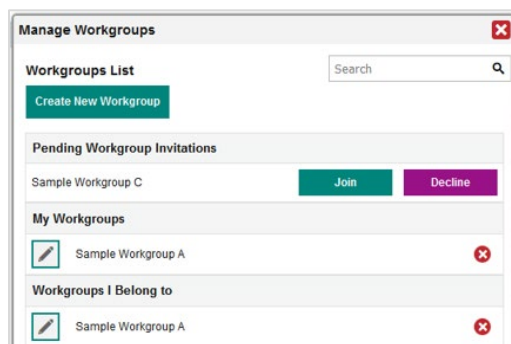 Manage Workgroups
Workgroups List
Search
Create New Workgroup
Pending Workgroup Invitations
Sample Workgroup C
Join
Decline
My Workgroups
Sample Workgroup A
Workgroups I Belong to
Sample Workgroup A